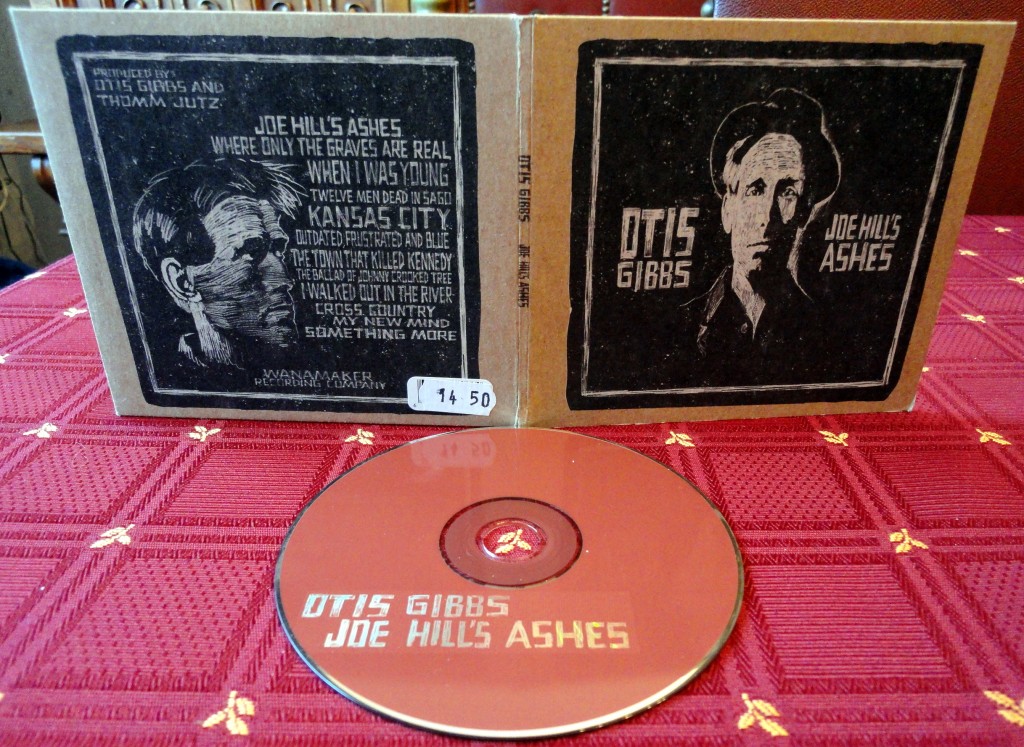 PRODUCED BY:
OTIS GIBBS AND
THOMM JUTZ
JOE HILL'S ASHES
WHERE ONLY THE GRAVES ARE REAL
WHEN I WAS YOUNG
TWELVE MEN DEAD IN SAGO
KANSAS CITY
OUTDATED, FRUSTRATED AND BLUE
THE TOWN THAT KILLED KENNEDY
THE BALLAD OF JOHNNY CROOKED TREE
I WALKED OUT IN THE RIVER
CROSS COUNTRY
MY NEW MIND
SOMETHING MORE
WANAMAKER
RECORDING COMPANY
14 50
OTIS GIBBS JOE HILL'S ASHES
OTIS
GIBBS
JOE HILL'S
ASHES
OTIS GIBBS
JOE HILL'S ASHES